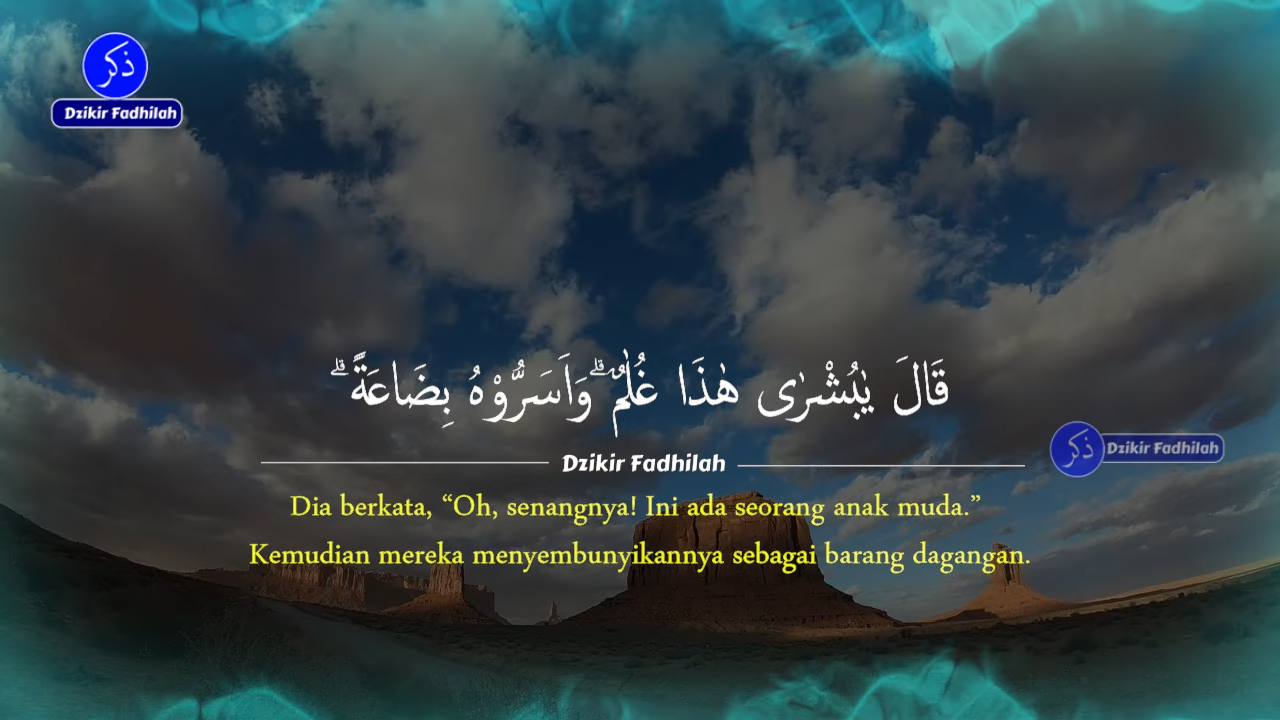 ذكر
Dzikir Fadhilah
قَالَ يٰبُشْرٰى هٰذَا غُلٰمٌ ۗوَاَسَرُّوْهُ بِضَاعَةً ۗ
Dzikir Fadhilah
ذكر Dzikir Fadhilah
Dia berkata, “Oh, senangnya! Ini ada seorang anak muda.”
Kemudian mereka menyembunyikannya sebagai barang dagangan.